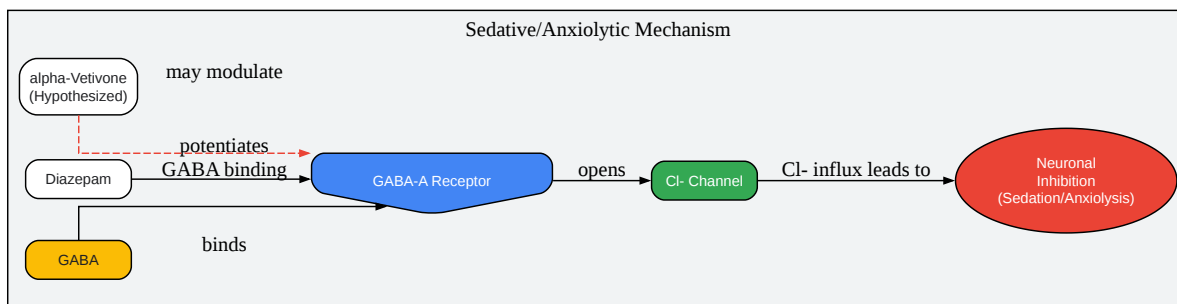 Sedative/Anxiolytic Mechanism
alpha-Vetivone
(Hypothesized)
may modulate
potentiates
GABA binding
Diazepam
GABA-A Receptor
opens
Cl- Channel
Cl- influx leads to
Neuronal
Inhibition
(Sedation/Anxiolysis)
binds
GABA